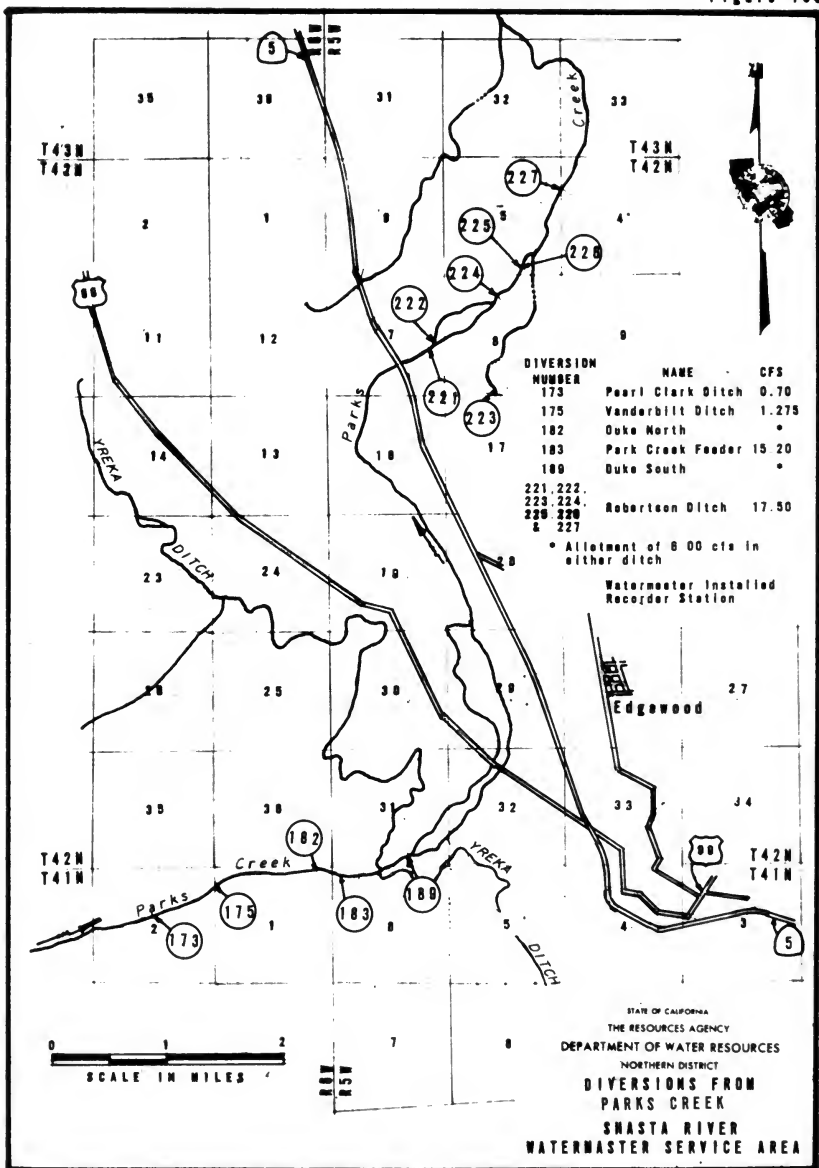 Figure
5
R6W
R5W
35
36
31
32
33
Creek
T43N
T42N
T43N
T42N
227
2
1
5
4
225
226
99
224
222
11
12
7
8
9
221
223
Parks
DIVERSION NUMBER NAME CFS
173 Pearl Clark Ditch 0.70
175 Vanderbilt Ditch 1.275
182 Duke North *
183 Park Creek Feeder 15.20
189 Duke South *
221, 222,
223, 224,
225, 226
& 227
Robertson Ditch 17.50
* Allotment of 6.00 cfs in
either ditch
Watermaster Installed
Recorder Station
YREKA
14
13
18
17
DITCH
23
24
19
20
26
25
30
29
27
Edgewood
35
36
31
32
33
34
182
99
T42N
T41N
Creek
YREKA
T42N
T41N
189
Parks
175
183
2
1
6
5
4
3
173
DITCH
5
0 1 2
SCALE IN MILES
7
8
R6W
R5W
STATE OF CALIFORNIA
THE RESOURCES AGENCY
DEPARTMENT OF WATER RESOURCES
NORTHERN DISTRICT
DIVERSIONS FROM
PARKS CREEK
SHASTA RIVER
WATERMASTER SERVICE AREA